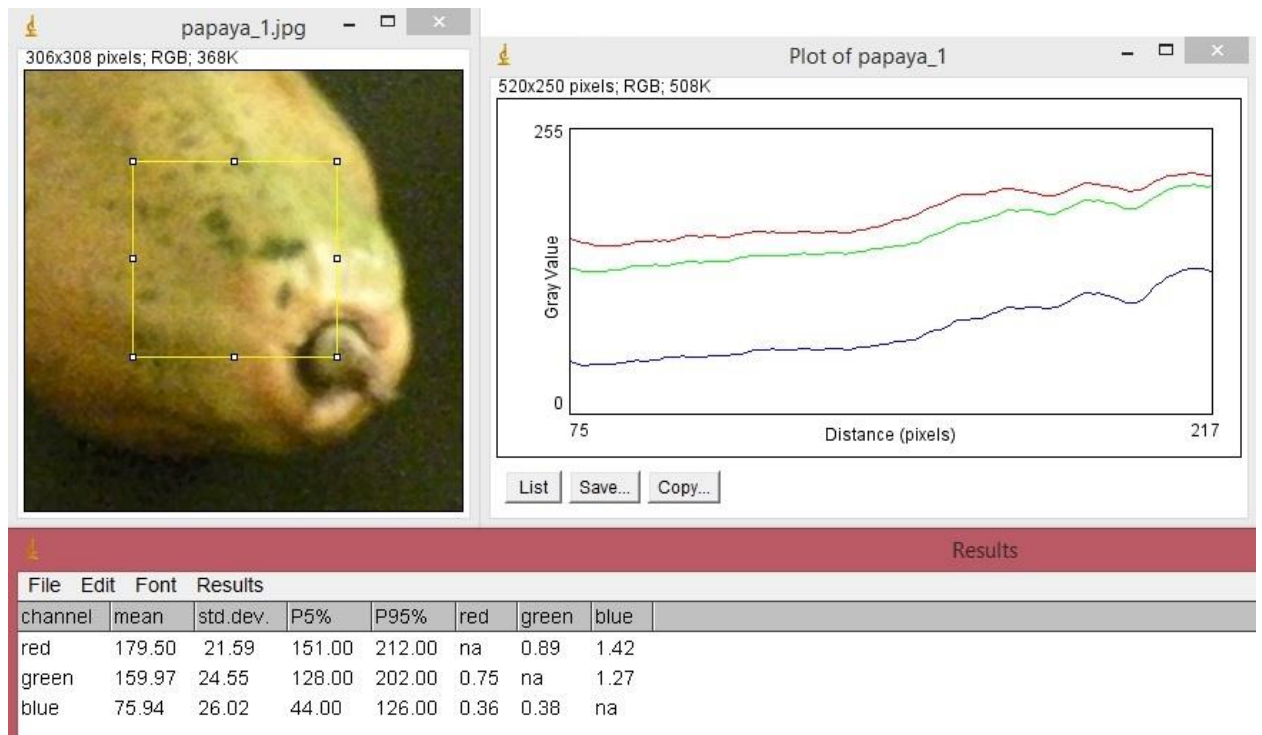 papaya_1.jpg
306x308 pixels; RGB; 368K
Plot of papaya_1
520x250 pixels; RGB; 508K
255
Gray Value
0
75
Distance (pixels)
217
List Save... Copy...
Results
File Edit Font Results
channel mean std.dev. P5% P95% red green blue
red 179.50 21.59 151.00 212.00 na 0.89 1.42
green 159.97 24.55 128.00 202.00 0.75 na 1.27
blue 75.94 26.02 44.00 126.00 0.36 0.38 na